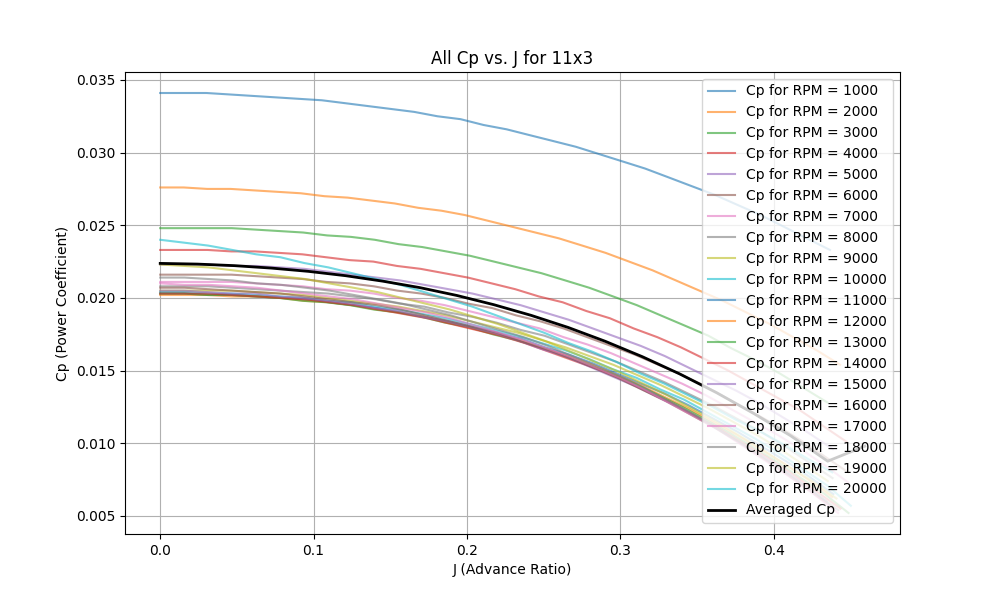 All Cp vs. J for 11x3
Cp (Power Coefficient)
0.035
0.030
0.025
0.020
0.015
0.010
0.005
0.0
0.1
0.2
0.3
0.4
J (Advance Ratio)
Cp for RPM = 1000
Cp for RPM = 2000
Cp for RPM = 3000
Cp for RPM = 4000
Cp for RPM = 5000
Cp for RPM = 6000
Cp for RPM = 7000
Cp for RPM = 8000
Cp for RPM = 9000
Cp for RPM = 10000
Cp for RPM = 11000
Cp for RPM = 12000
Cp for RPM = 13000
Cp for RPM = 14000
Cp for RPM = 15000
Cp for RPM = 16000
Cp for RPM = 17000
Cp for RPM = 18000
Cp for RPM = 19000
Cp for RPM = 20000
Averaged Cp